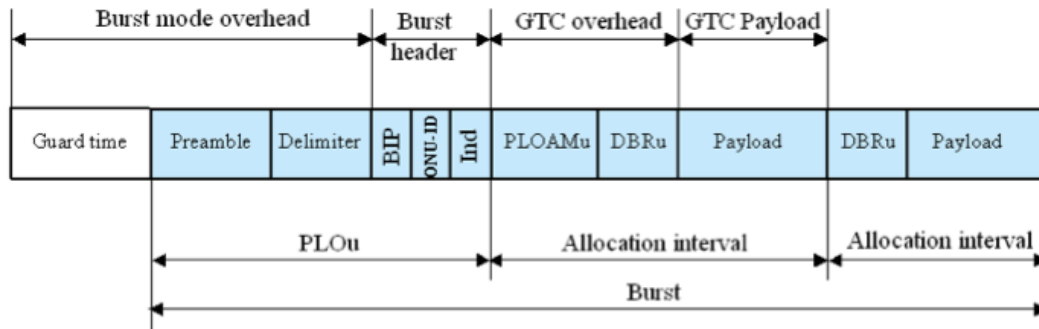 Burst mode overhead
Burst
header
GTC overhead
GTC Payload
Guard time
Preamble
Delimiter
BIP
ONU-ID
Ind
PLOAMu
DBRu
Payload
DBRu
Payload
PLOu
Allocation interval
Allocation interval
Burst